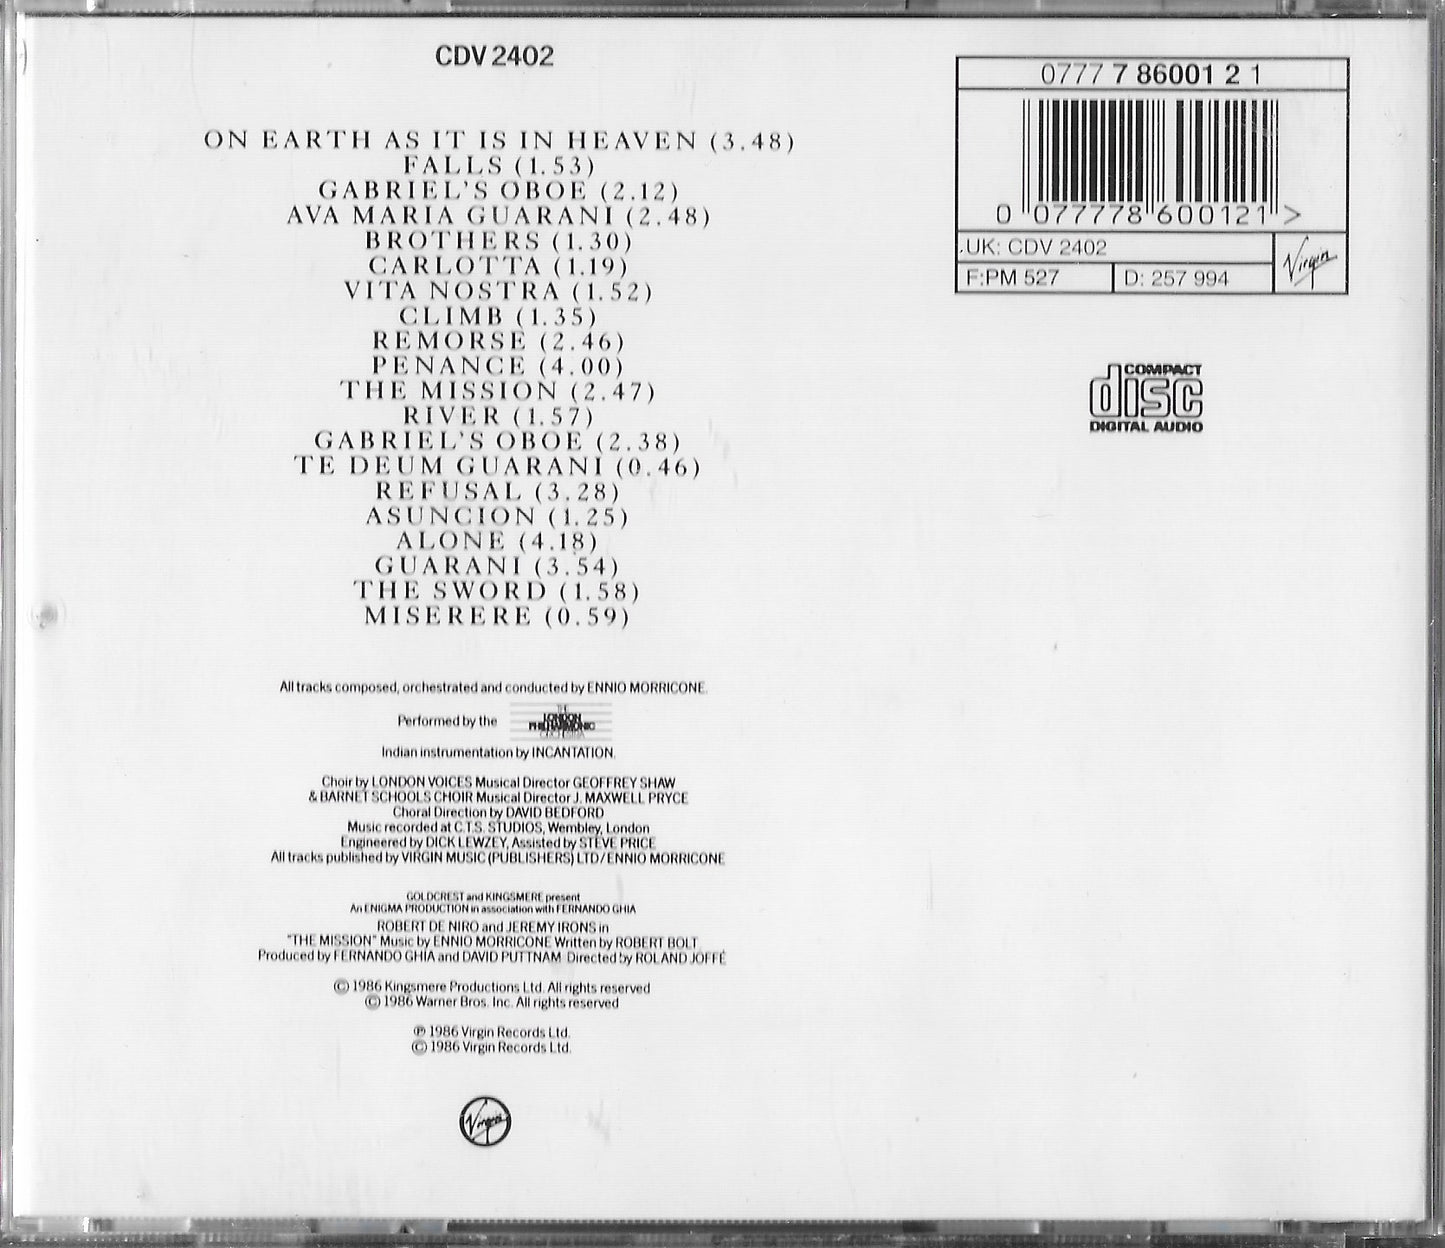 CDV 2402
ON EARTH AS IT IS IN HEAVEN (3.48)
FALLS (1.53)
GABRIEL'S OBOE (2.12)
AVA MARIA GUARANI (2.48)
BROTHERS (1.30)
CARLOTTA (1.19)
VITA NOSTRA (1.52)
CLIMB (1.35)
REMORSE (2.46)
PENANCE (4.00)
THE MISSION (2.47)
RIVER (1.57)
GABRIEL'S OBOE (2.38)
TE DEUM GUARANI (0.46)
REFUSAL (3.28)
ASUNCION (1.25)
ALONE (4.18)
GUARANI (3.54)
THE SWORD (1.58)
MISERERE (0.59)
All tracks composed, orchestrated and conducted by ENNIO MORRICONE.
Performed by the
THE
LONDON
PHILHARMONIC
ORCHESTRA
Indian instrumentation by INCANTATION.
Choir by LONDON VOICES Musical Director GEOFFREY SHAW
& BARNET SCHOOLS CHOIR Musical Director J. MAXWELL PRYCE
Choral Direction by DAVID BEDFORD
Music recorded at C.T.S. STUDIOS, Wembley, London
Engineered by DICK LEWZEY, Assisted by STEVE PRICE
All tracks published by VIRGIN MUSIC (PUBLISHERS) LTD/ENNIO MORRICONE
GOLDCREST and KINGSMERE present
An ENIGMA PRODUCTION in association with FERNANDO GHIA
ROBERT DE NIRO and JEREMY IRONS in
"THE MISSION" Music by ENNIO MORRICONE Written by ROBERT BOLT
Produced by FERNANDO GHIA and DAVID PUTTNAM Directed by ROLAND JOFFÉ
© 1986 Kingsmere Productions Ltd. All rights reserved
© 1986 Warner Bros. Inc. All rights reserved
℗ 1986 Virgin Records Ltd.
© 1986 Virgin Records Ltd.
Virgin
0777 7 86001 2 1
0 077778 600121 >
UK: CDV 2402
F:PM 527
D: 257 994
Virgin
COMPACT
disc
DIGITAL AUDIO